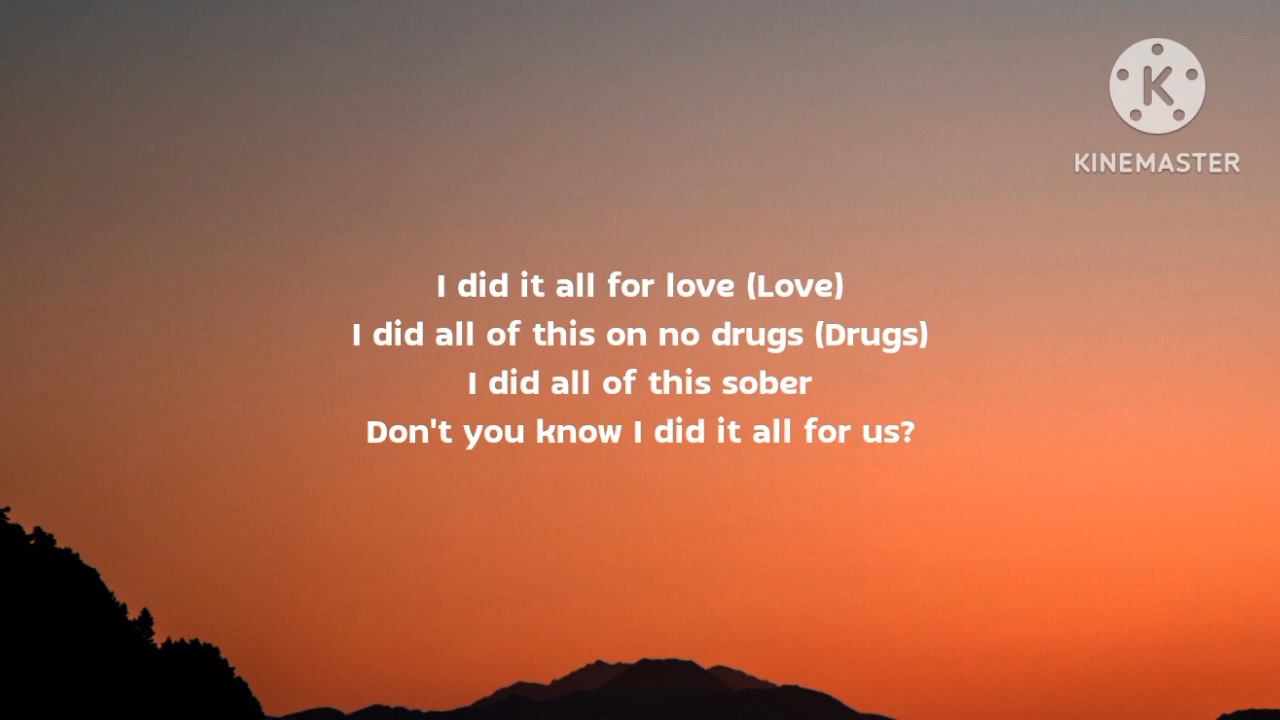 K
KINEMASTER
I did it all for love (Love)
I did all of this on no drugs (Drugs)
I did all of this sober
Don't you know I did it all for us?